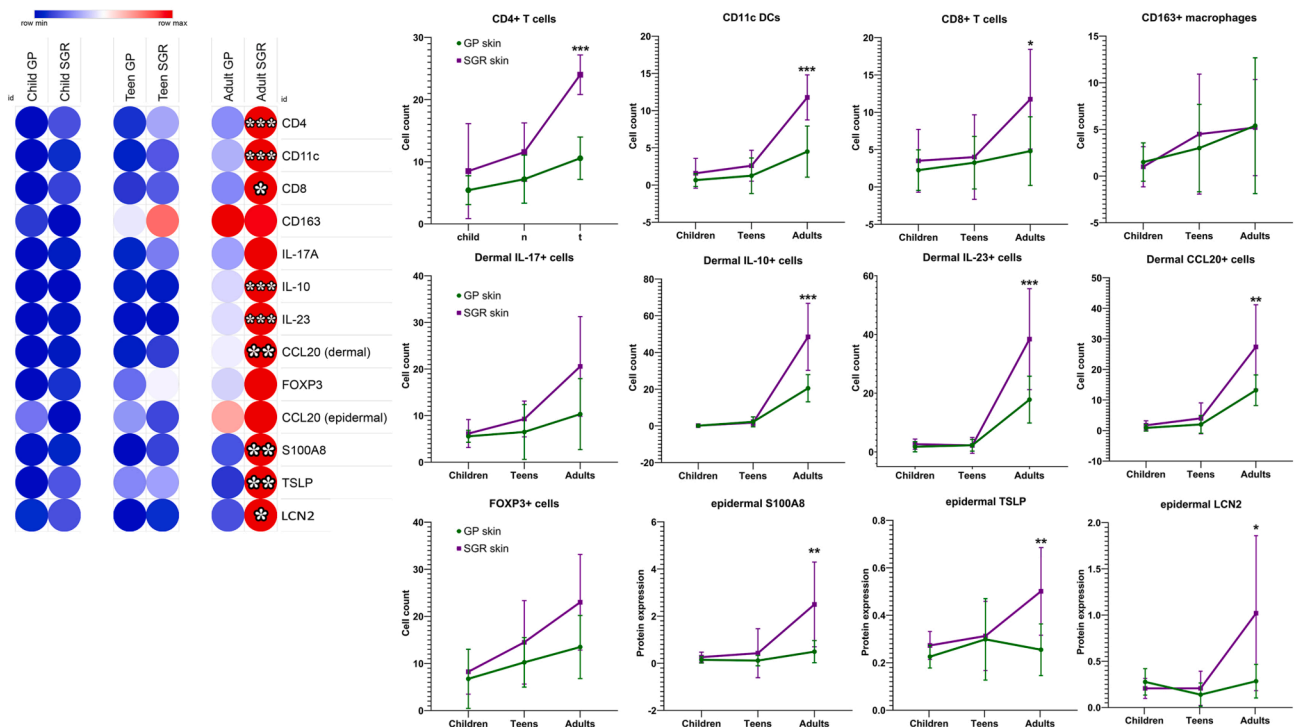 row min
row max
id
Child GP
Child SGR
Teen GP
Teen SGR
Adult GP
Adult SGR
id
*** CD4
*** CD11c
* CD8
CD163
IL-17A
*** IL-10
*** IL-23
** CCL20 (dermal)
FOXP3
CCL20 (epidermal)
** S100A8
** TSLP
* LCN2
CD4+ T cells
GP skin
SGR skin
***
Cell count
40
30
20
10
0
child
n
t
CD11c DCs
***
Cell count
20
15
10
5
0
-5
Children
Teens
Adults
CD8+ T cells
*
Cell count
20
15
10
5
0
-5
Children
Teens
Adults
CD163+ macrophages
Cell count
15
10
5
0
-5
Children
Teens
Adults
Dermal IL-17+ cells
GP skin
SGR skin
Cell count
40
30
20
10
0
Children
Teens
Adults
Dermal IL-10+ cells
***
Cell count
80
60
40
20
0
-20
Children
Teens
Adults
Dermal IL-23+ cells
***
Cell count
60
40
20
0
Children
Teens
Adults
Dermal CCL20+ cells
**
Cell count
50
40
30
20
10
0
-10
Children
Teens
Adults
FOXP3+ cells
GP skin
SGR skin
Cell count
40
30
20
10
0
Children
Teens
Adults
epidermal S100A8
**
Protein expression
6
4
2
0
-2
Children
Teens
Adults
epidermal TSLP
**
Protein expression
0.8
0.6
0.4
0.2
0.0
Children
Teens
Adults
epidermal LCN2
*
Protein expression
2.0
1.5
1.0
0.5
0.0
Children
Teens
Adults